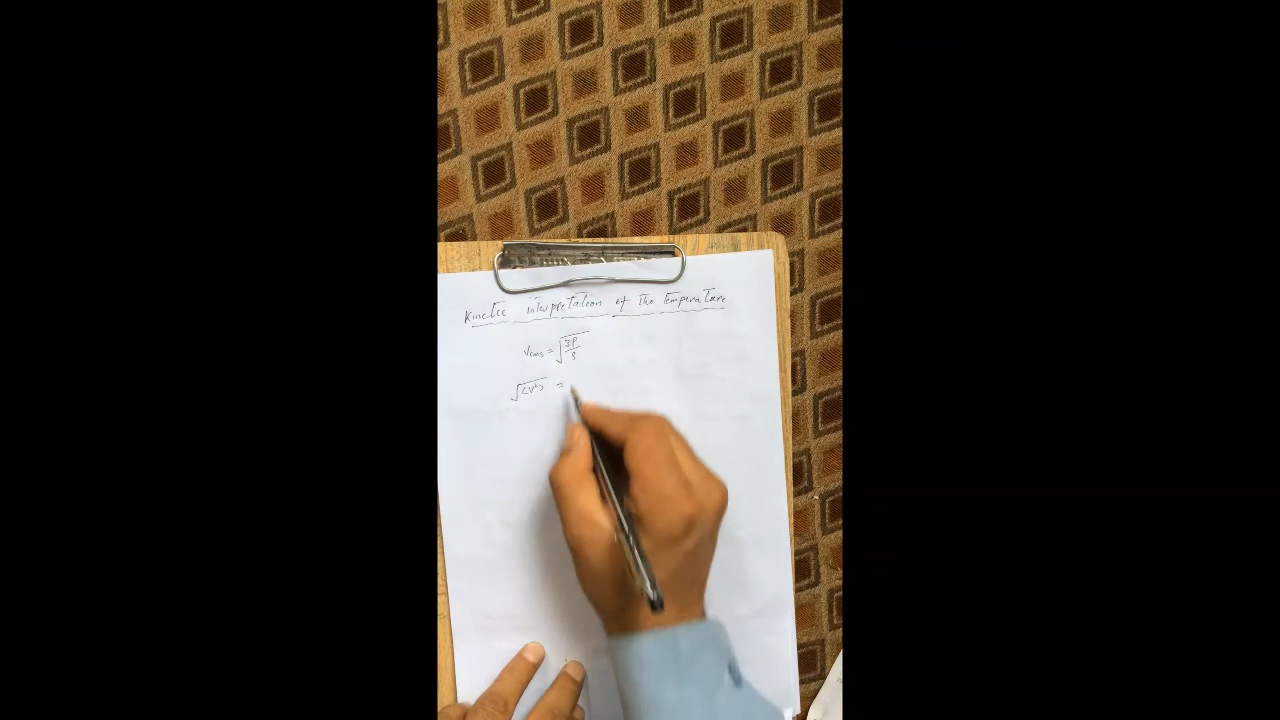 Kinetic interpretation of the Temperature
Vrms = √3P/ρ
√<V²> =